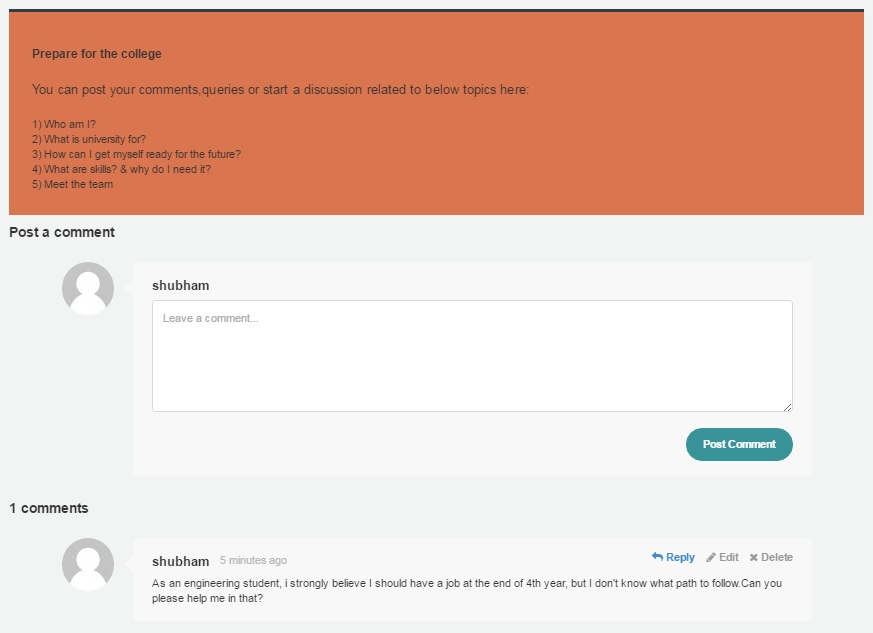 Prepare for the college
You can post your comments,queries or start a discussion related to below topics here:
1) Who am I?
2) What is university for?
3) How can I get myself ready for the future?
4) What are skills? & why do I need it?
5) Meet the team
Post a comment
shubham
Leave a comment...
Post Comment
1 comments
shubham 5 minutes ago Reply Edit Delete
As an engineering student, i strongly believe I should have a job at the end of 4th year, but I don't know what path to follow.Can you
please help me in that?